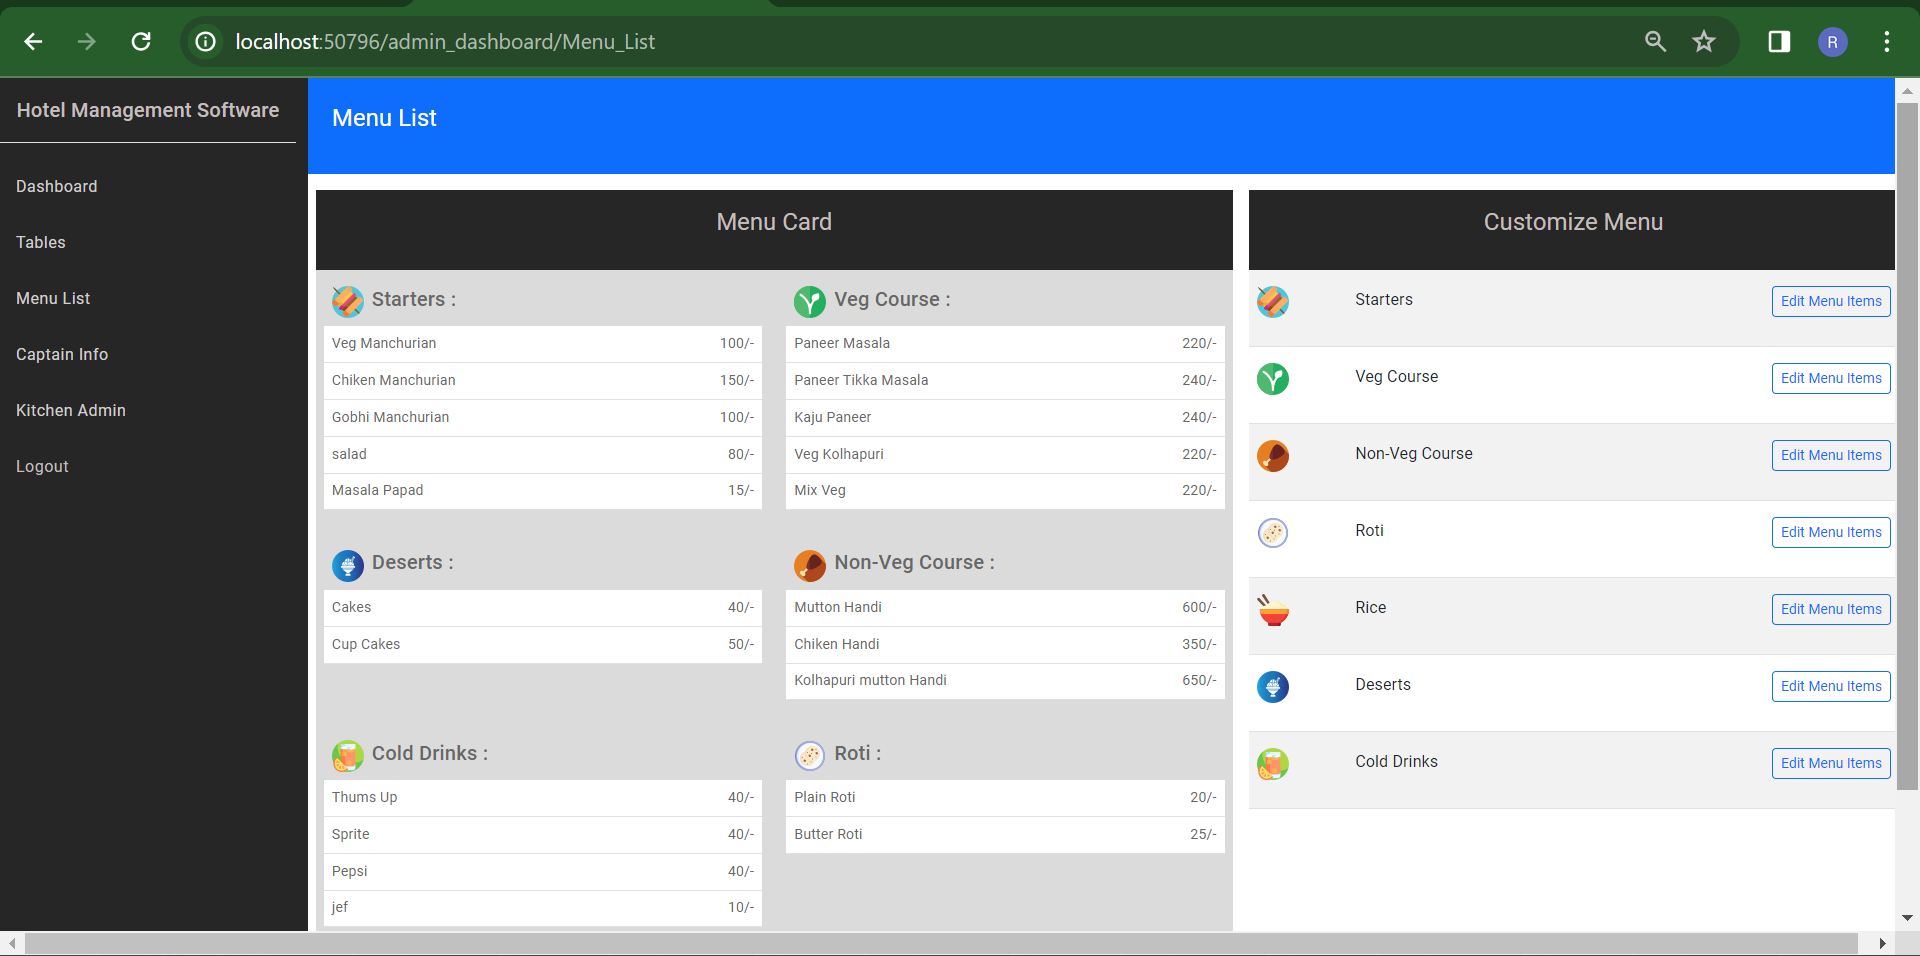 localhost:50796/admin_dashboard/Menu_List
R
Hotel Management Software
Dashboard
Tables
Menu List
Captain Info
Kitchen Admin
Logout
Menu List
Menu Card
Starters :
Veg Manchurian 100/-
Chiken Manchurian 150/-
Gobhi Manchurian 100/-
salad 80/-
Masala Papad 15/-
Veg Course :
Paneer Masala 220/-
Paneer Tikka Masala 240/-
Kaju Paneer 240/-
Veg Kolhapuri 220/-
Mix Veg 220/-
Deserts :
Cakes 40/-
Cup Cakes 50/-
Non-Veg Course :
Mutton Handi 600/-
Chiken Handi 350/-
Kolhapuri mutton Handi 650/-
Cold Drinks :
Thums Up 40/-
Sprite 40/-
Pepsi 40/-
jef 10/-
Roti :
Plain Roti 20/-
Butter Roti 25/-
Customize Menu
Starters Edit Menu Items
Veg Course Edit Menu Items
Non-Veg Course Edit Menu Items
Roti Edit Menu Items
Rice Edit Menu Items
Deserts Edit Menu Items
Cold Drinks Edit Menu Items